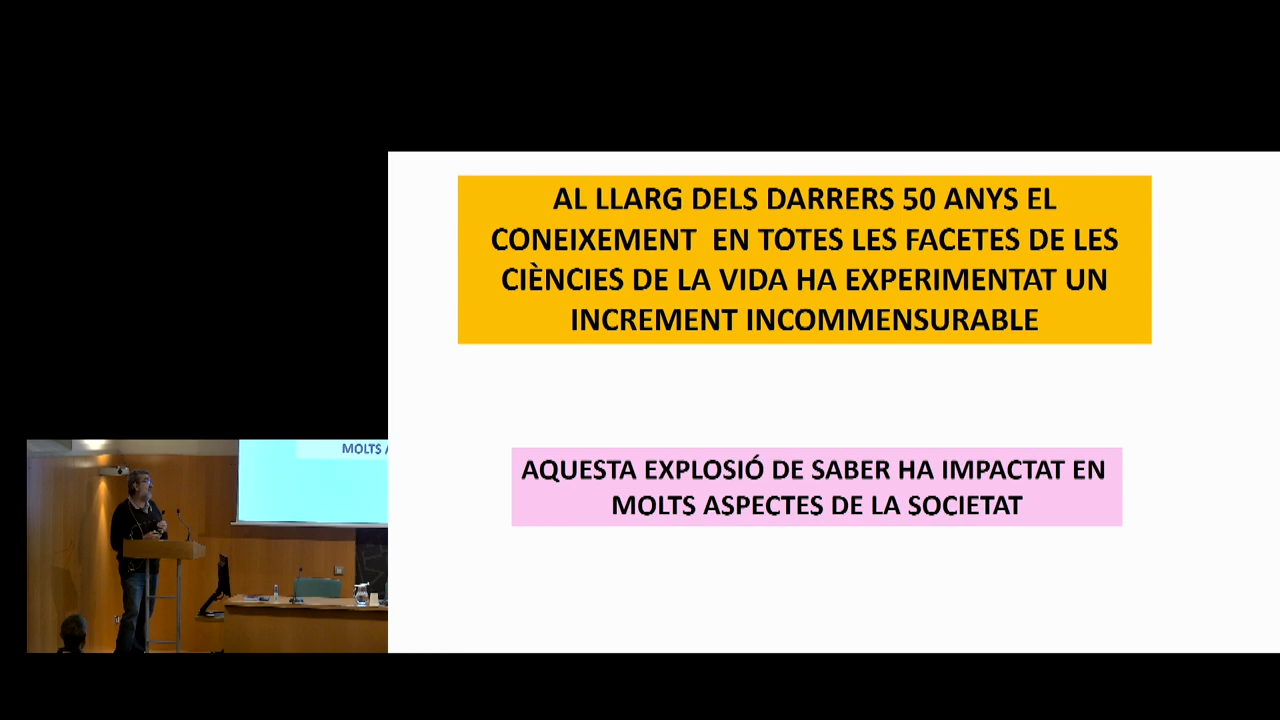 AL LLARG DELS DARRERS 50 ANYS EL
CONEIXEMENT EN TOTES LES FACETES DE LES
CIÈNCIES DE LA VIDA HA EXPERIMENTAT UN
INCREMENT INCOMMENSURABLE
AQUESTA EXPLOSIÓ DE SABER HA IMPACTAT EN
MOLTS ASPECTES DE LA SOCIETAT
MOLTS